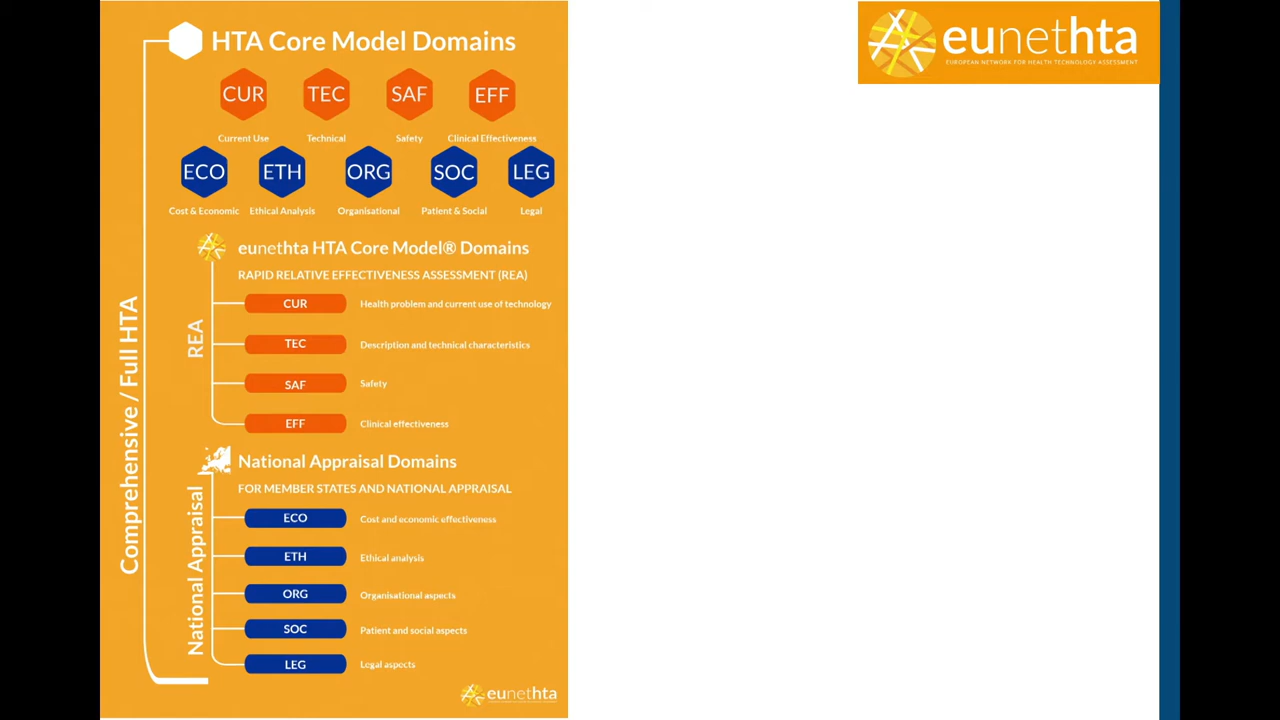 HTA Core Model Domains
CUR TEC SAF EFF
Current Use Technical Safety Clinical Effectiveness
ECO ETH ORG SOC LEG
Cost & Economic Ethical Analysis Organisational Patient & Social Legal
eunethta HTA Core Model® Domains
RAPID RELATIVE EFFECTIVENESS ASSESSMENT (REA)
CUR Health problem and current use of technology
TEC Description and technical characteristics
SAF Safety
EFF Clinical effectiveness
REA
National Appraisal Domains
FOR MEMBER STATES AND NATIONAL APPRAISAL
ECO Cost and economic effectiveness
ETH Ethical analysis
ORG Organisational aspects
SOC Patient and social aspects
LEG Legal aspects
National Appraisal
Comprehensive / Full HTA
eunethta
eunethta
EUROPEAN NETWORK FOR HEALTH TECHNOLOGY ASSESSMENT